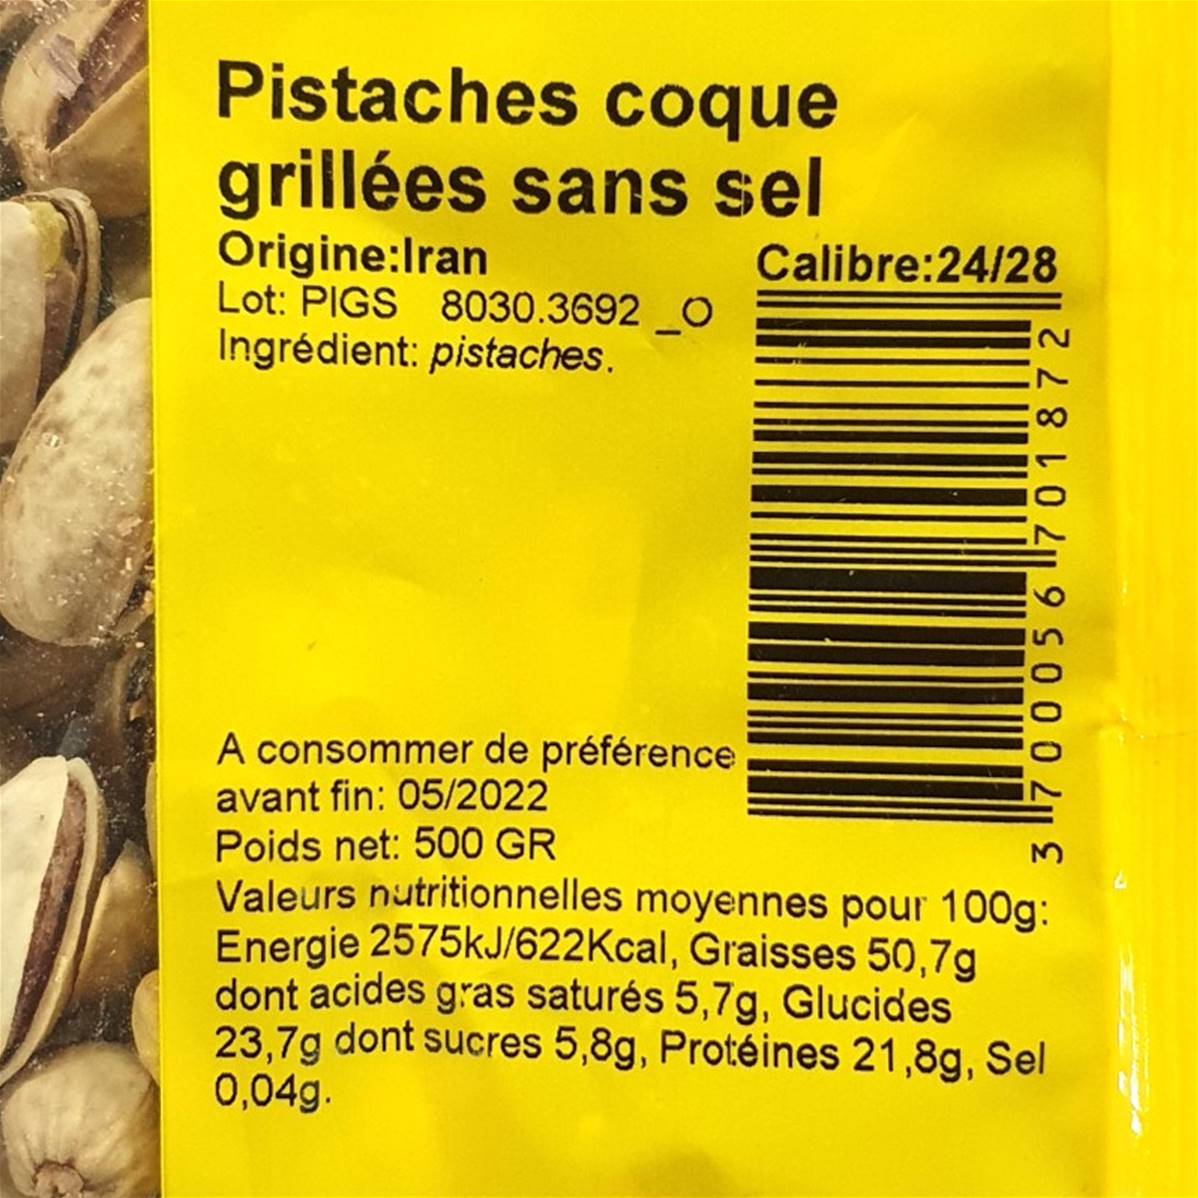 Pistaches coque
grillées sans sel
Origine:Iran
Calibre:24/28
Lot: PIGS 8030.3692 _O
Ingrédient: pistaches.
3 700056 701872
A consommer de préférence
avant fin: 05/2022
Poids net: 500 GR
Valeurs nutritionnelles moyennes pour 100g:
Energie 2575kJ/622Kcal, Graisses 50,7g
dont acides gras saturés 5,7g, Glucides
23,7g dont sucres 5,8g, Protéines 21,8g, Sel
0,04g.